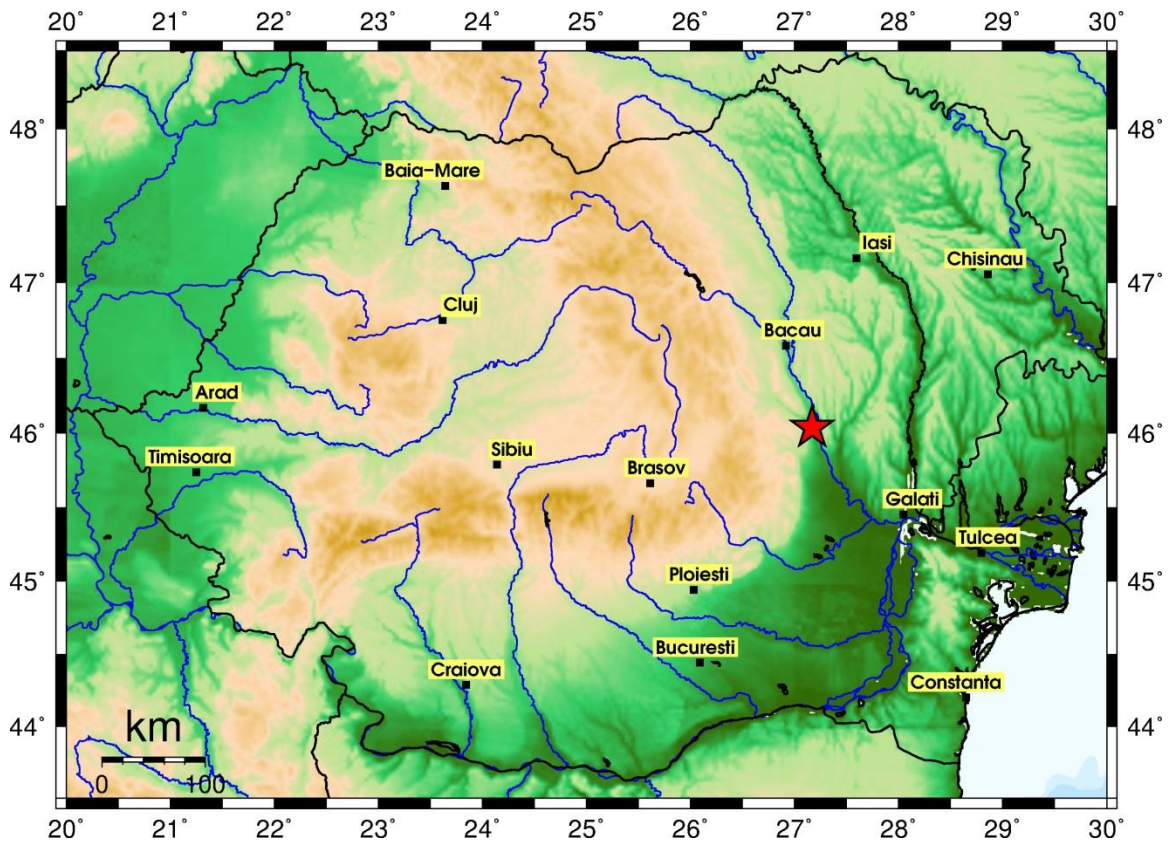 20° 21° 22° 23° 24° 25° 26° 27° 28° 29° 30°
48° 48°
Baia-Mare
Iasi
Chisinau
47° 47°
Cluj
Bacau
Arad
46° 46°
Timisoara
Sibiu
Brasov
Galati
Tulcea
45° 45°
Ploiesti
Bucuresti
Craiova
Constanta
44° 44°
km
0 100
20° 21° 22° 23° 24° 25° 26° 27° 28° 29° 30°